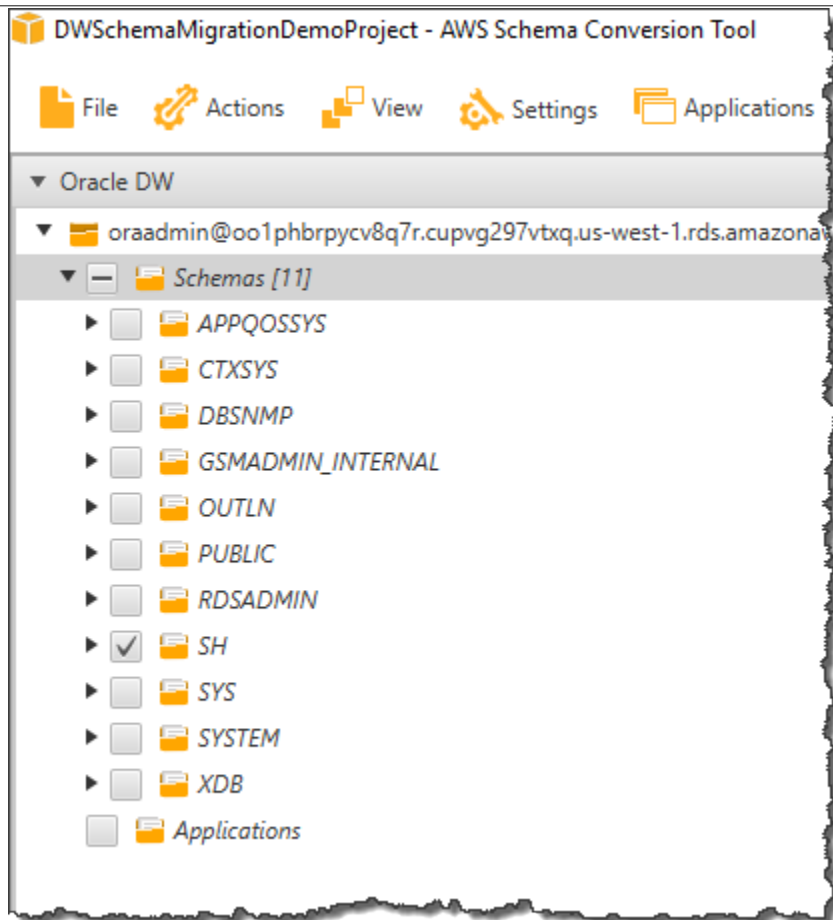 DWSchemaMigrationDemoProject - AWS Schema Conversion Tool
File Actions View Settings Applications
Oracle DW
oraadmin@oo1phbrpycv8q7r.cupvg297vtxq.us-west-1.rds.amazonav
Schemas [11]
APPQOSSYS
CTXSYS
DBSNMP
GSMADMIN_INTERNAL
OUTLN
PUBLIC
RDSADMIN
SH
SYS
SYSTEM
XDB
Applications